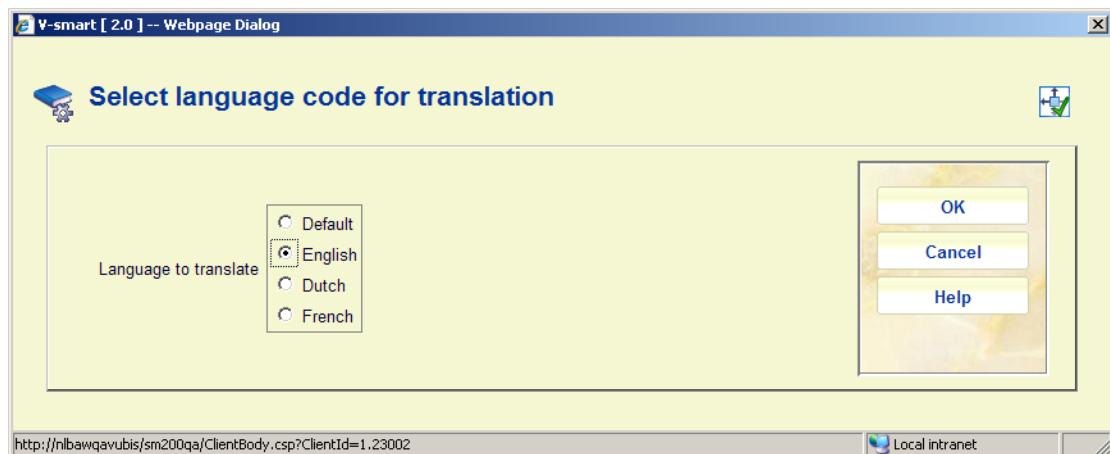 V-smart [ 2.0 ] -- Webpage Dialog
Select language code for translation
Language to translate
Default
English
Dutch
French
OK
Cancel
Help
http://nlbawqavubis/sm200qa/ClientBody.csp?ClientId=1.23002
Local intranet